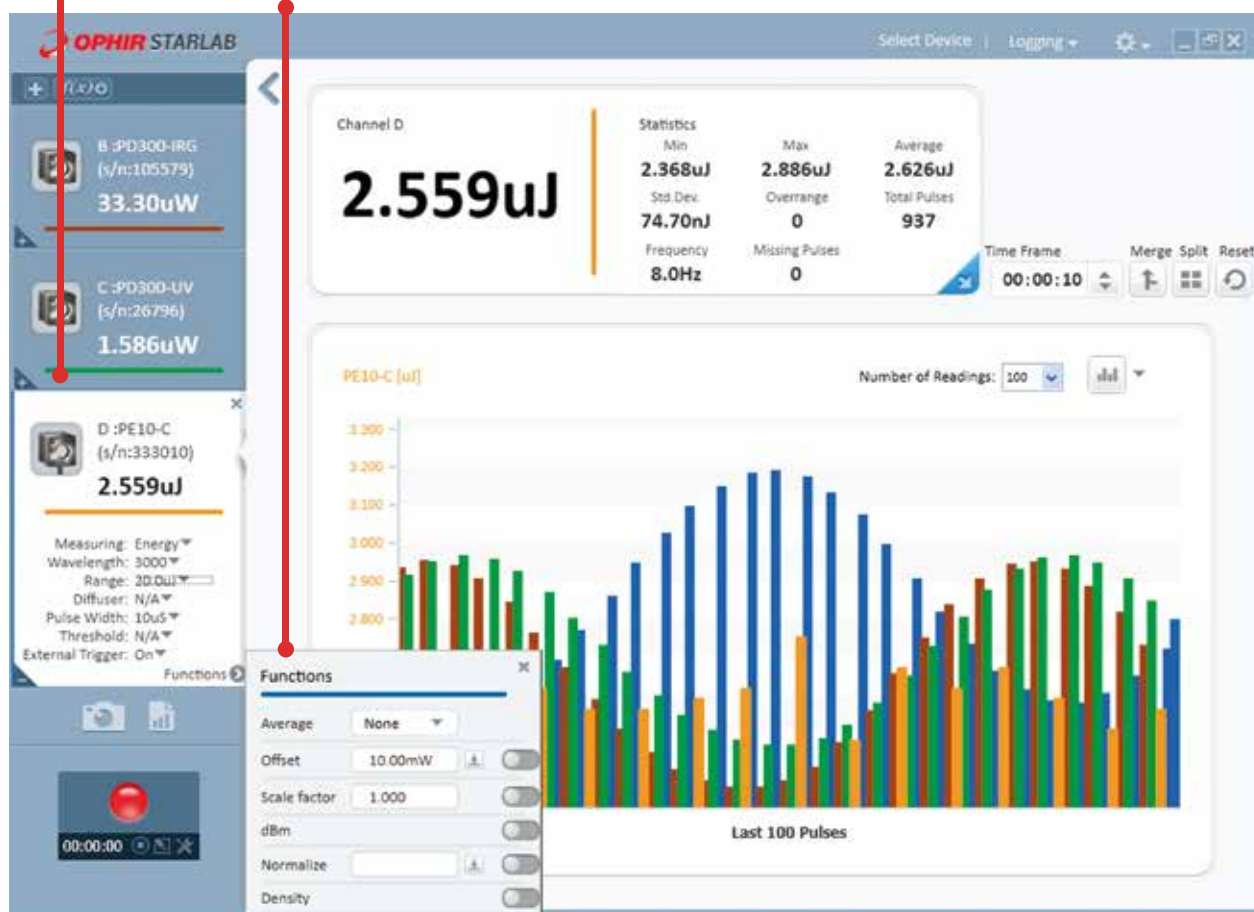 OPHIR STARLAB
Select Device | Logging
f(x)
B :PD300-IRG
(s/n:105579)
33.30uW
C :PD300-UV
(s/n:26796)
1.586uW
D :PE10-C
(s/n:333010)
2.559uJ
Measuring: Energy
Wavelength: 3000
Range: 20.0uJ
Diffuser: N/A
Pulse Width: 10uS
Threshold: N/A
External Trigger: On
Functions
00:00:00
Channel D
2.559uJ
Statistics
Min Max Average
2.368uJ 2.886uJ 2.626uJ
Std.Dev. Overrange Total Pulses
74.70nJ 0 937
Frequency Missing Pulses
8.0Hz 0
Time Frame Merge Split Reset
00:00:10
PE10-C [uJ]
Number of Readings: 100
3.300
3.200
3.100
3.000
2.900
2.800
Last 100 Pulses
Functions
Average None
Offset 10.00mW
Scale factor 1.000
dBm
Normalize
Density